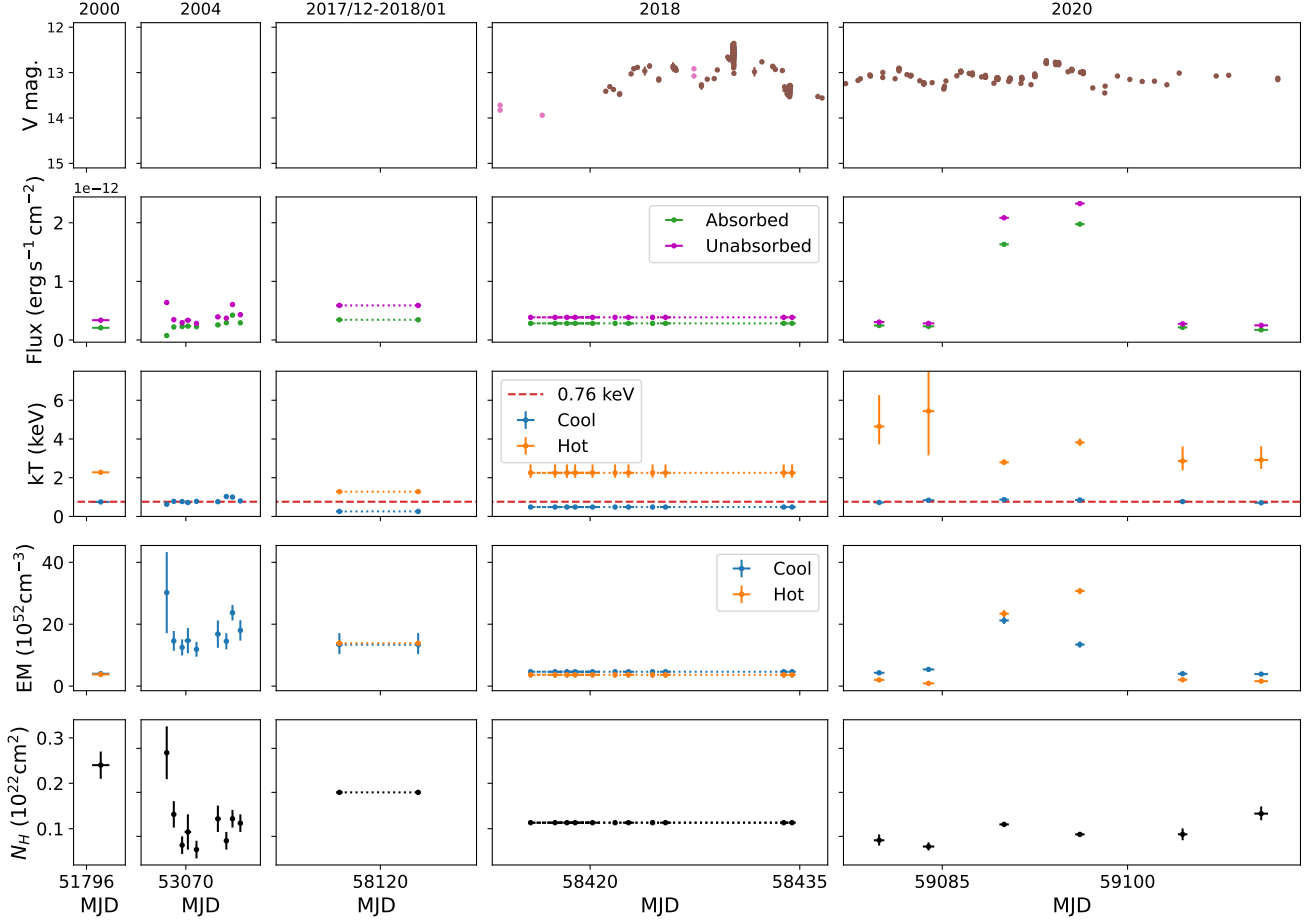 2000 2004 2017/12-2018/01 2018 2020
V mag.
12
13
14
15
1e−12
Flux (erg s⁻¹ cm⁻²)
2
1
0
Absorbed
Unabsorbed
kT (keV)
6
4
2
0
0.76 keV
Cool
Hot
EM (10⁵²cm⁻³)
40
20
0
Cool
Hot
N_H (10²²cm²)
0.3
0.2
0.1
51796 53070 58120 58420 58435 59085 59100
MJD MJD MJD MJD MJD